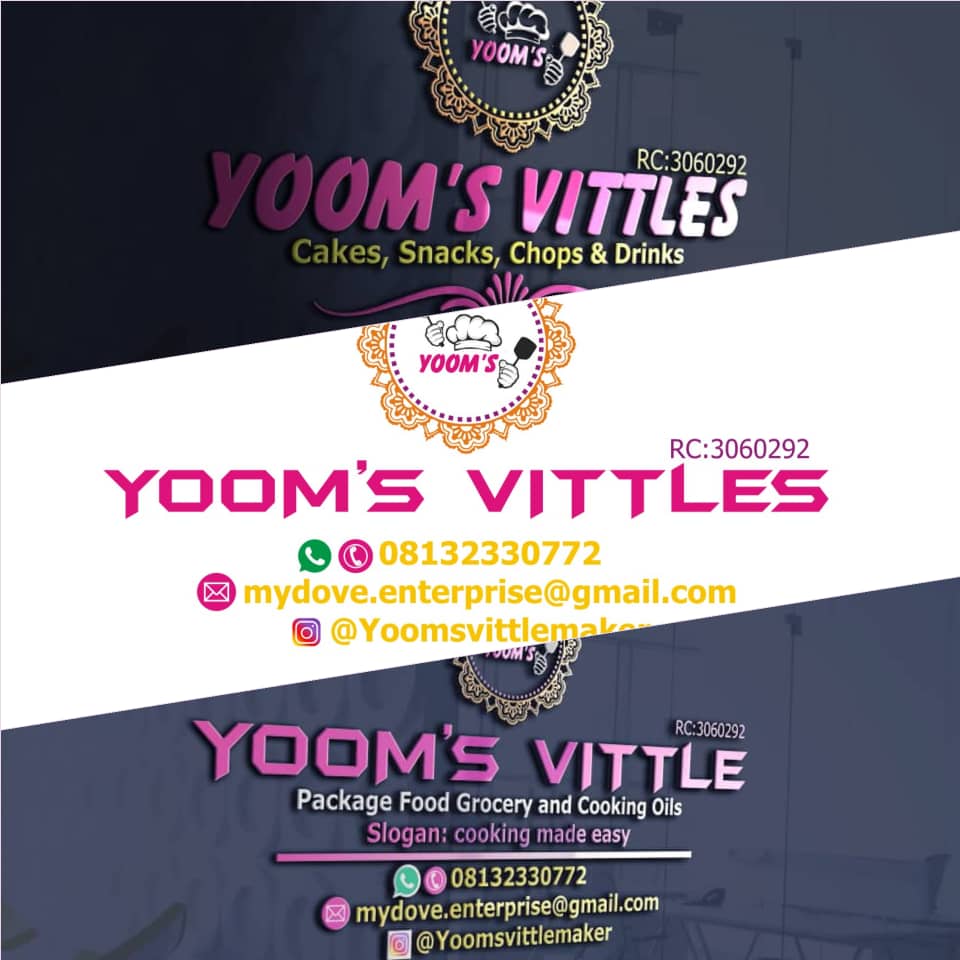 YOOM'S
RC:3060292
YOOM'S VITTLES
Cakes, Snacks, Chops & Drinks
YOOM'S
RC:3060292
YOOM'S VITTLES
08132330772
mydove.enterprise@gmail.com
@Yoomsvittlemaker
YOOM'S
RC:3060292
YOOM'S VITTLE
Package Food Grocery and Cooking Oils
Slogan: cooking made easy
08132330772
mydove.enterprise@gmail.com
@Yoomsvittlemaker